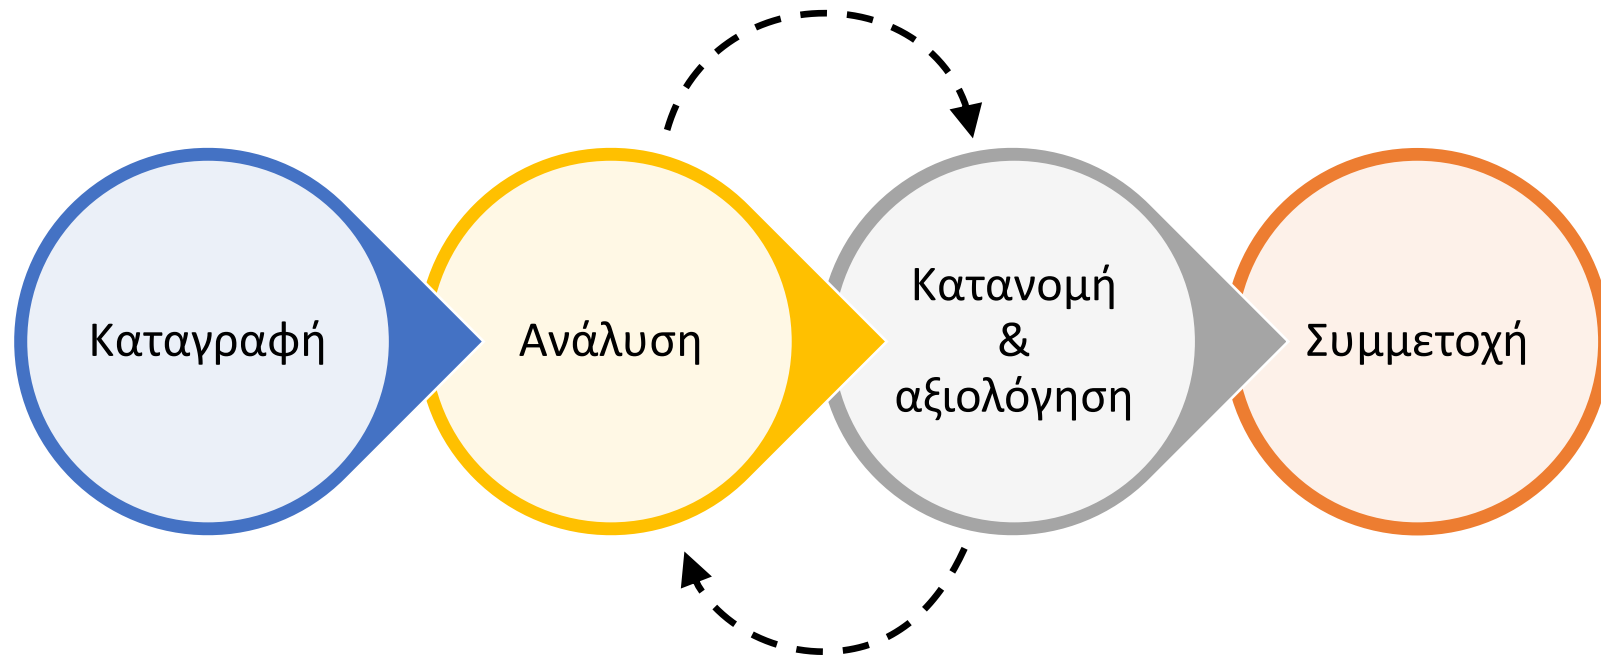 Καταγραφή
Ανάλυση
Κατανομή
&
αξιολόγηση
Συμμετοχή